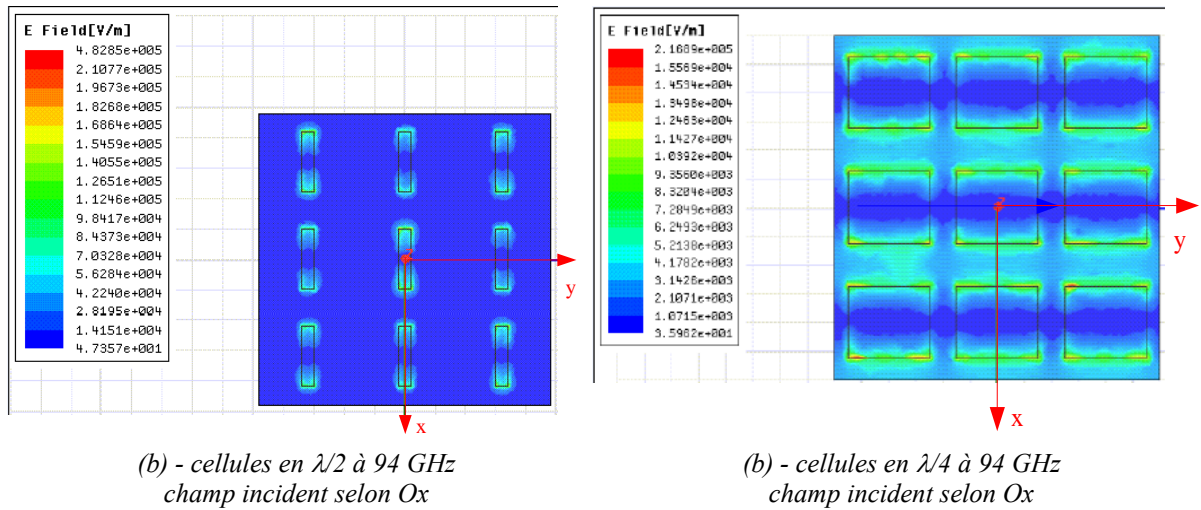 E Field[V/m]
4.8285e+005
2.1077e+005
1.9673e+005
1.8268e+005
1.6864e+005
1.5459e+005
1.4055e+005
1.2651e+005
1.1246e+005
9.8417e+004
8.4373e+004
7.0328e+004
5.6284e+004
4.2240e+004
2.8195e+004
1.4151e+004
4.7357e+001
y
x
(b) - cellules en λ/2 à 94 GHz
champ incident selon Ox
E Field[V/m]
2.1689e+005
1.5569e+004
1.4534e+004
1.3498e+004
1.2463e+004
1.1427e+004
1.0392e+004
9.3560e+003
8.3204e+003
7.2849e+003
6.2493e+003
5.2138e+003
4.1782e+003
3.1426e+003
2.1071e+003
1.0715e+003
3.5962e+001
y
x
(b) - cellules en λ/4 à 94 GHz
champ incident selon Ox